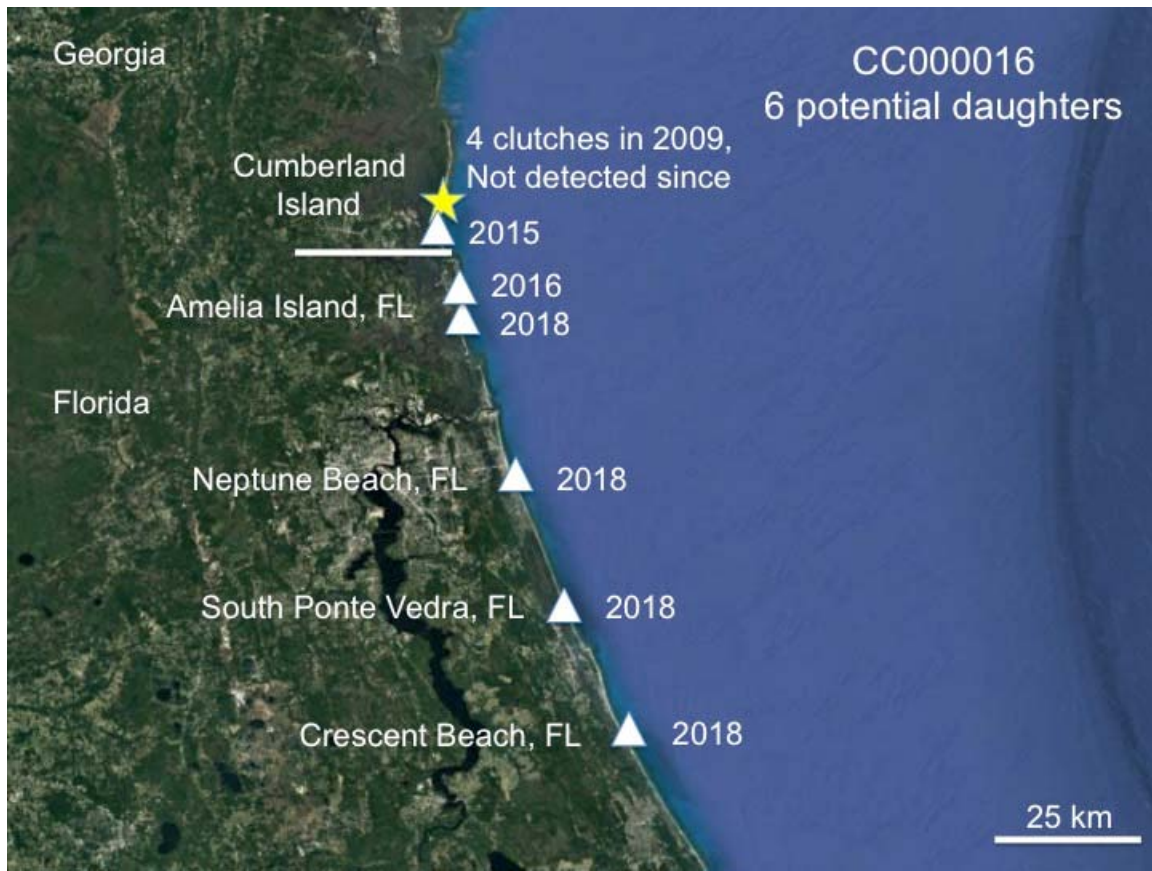 Georgia
CC000016
6 potential daughters
4 clutches in 2009,
Not detected since
Cumberland
Island
2015
2016
Amelia Island, FL
2018
Florida
Neptune Beach, FL
2018
South Ponte Vedra, FL
2018
Crescent Beach, FL
2018
25 km